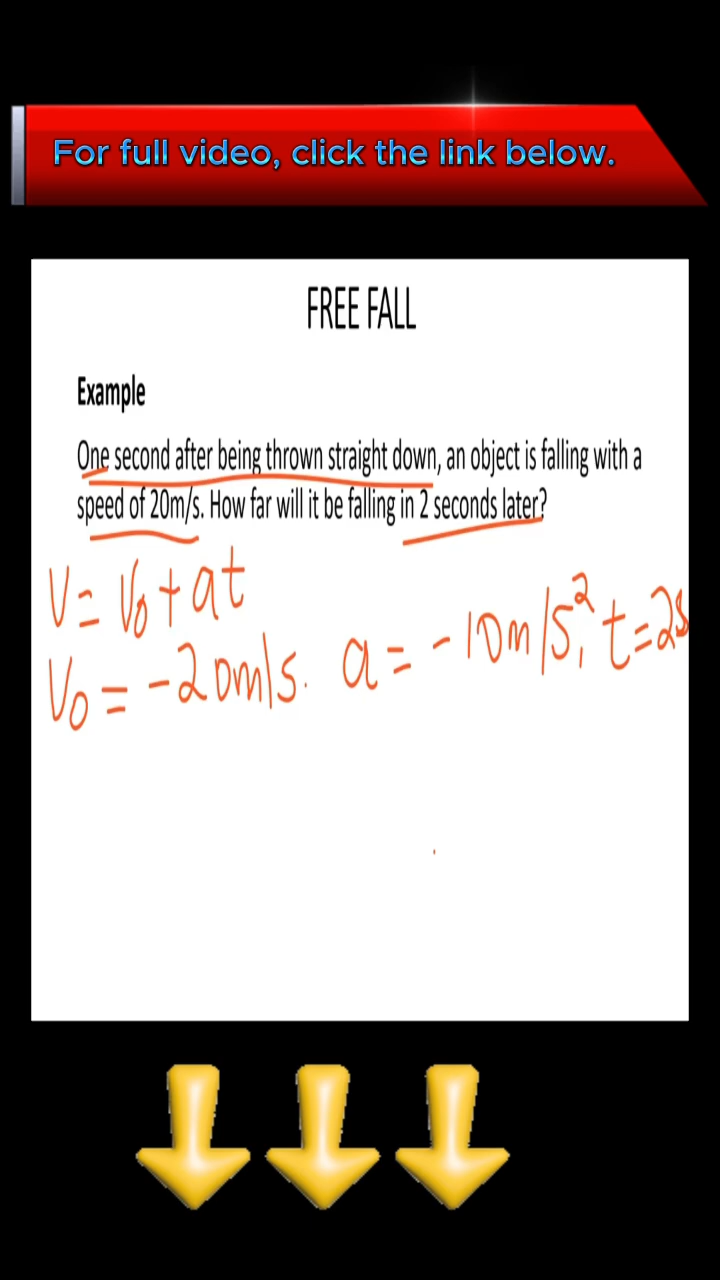 For full video, click the link below.
FREE FALL
Example
One second after being thrown straight down, an object is falling with a
speed of 20m/s. How far will it be falling in 2 seconds later?
V = V₀ + at
V₀ = -20m/s. a = -10m/s², t = 2s